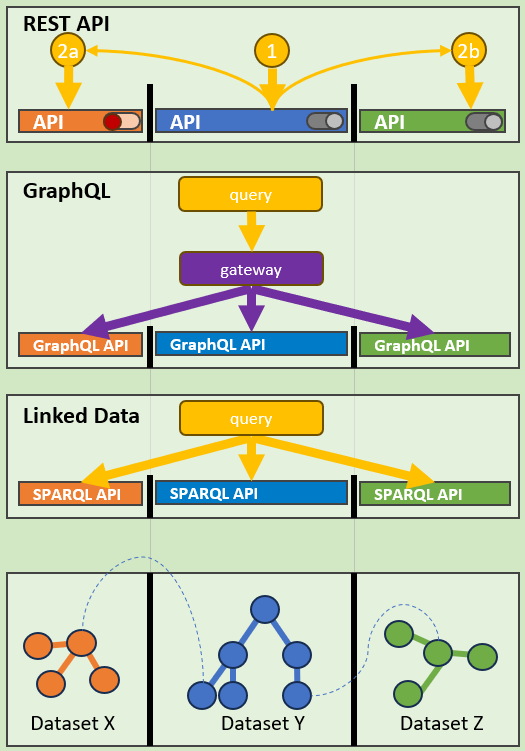 REST API
2a
1
2b
API
API
API
GraphQL
query
gateway
GraphQL API
GraphQL API
GraphQL API
Linked Data
query
SPARQL API
SPARQL API
SPARQL API
Dataset X
Dataset Y
Dataset Z